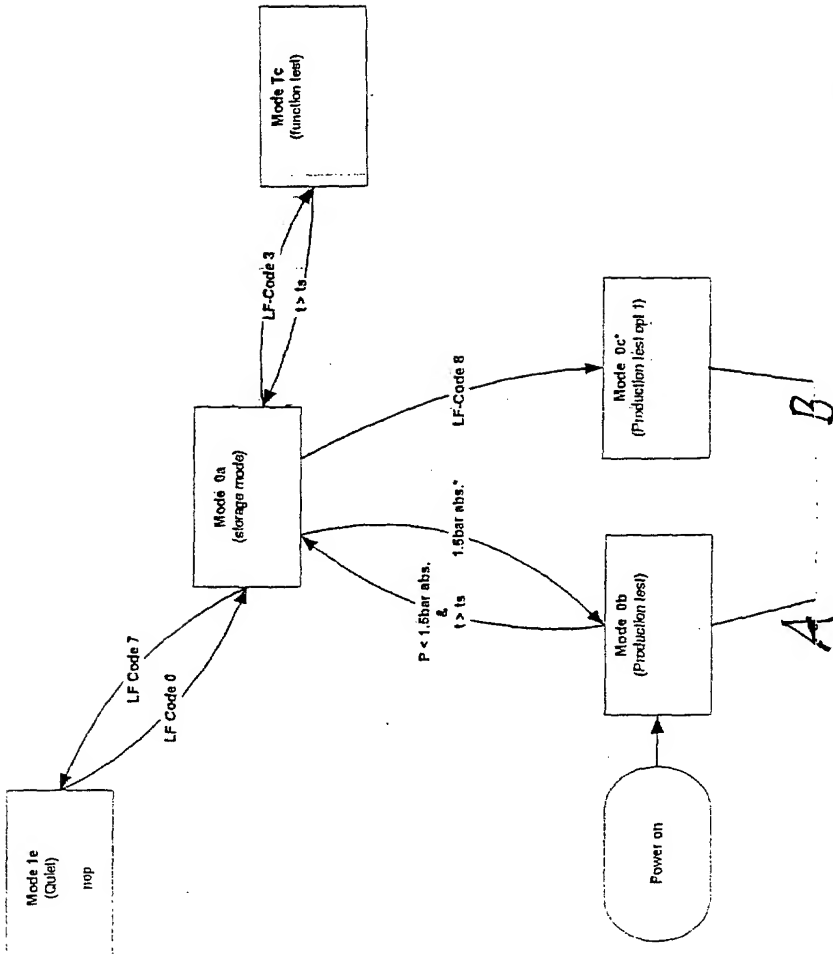 Mode 1e
(Quiet)
nop
LF Code 7
LF Code 0
Mode 0a
(storage mode)
LF-Code 3
t > ts
Mode Tc
(function test)
P < 1.5bar abs.
&
t > ts
1.5bar abs.*
LF-Code 8
Power on
Mode 0b
(Production test)
Mode 0c*
(Production test opt 1)
A
B